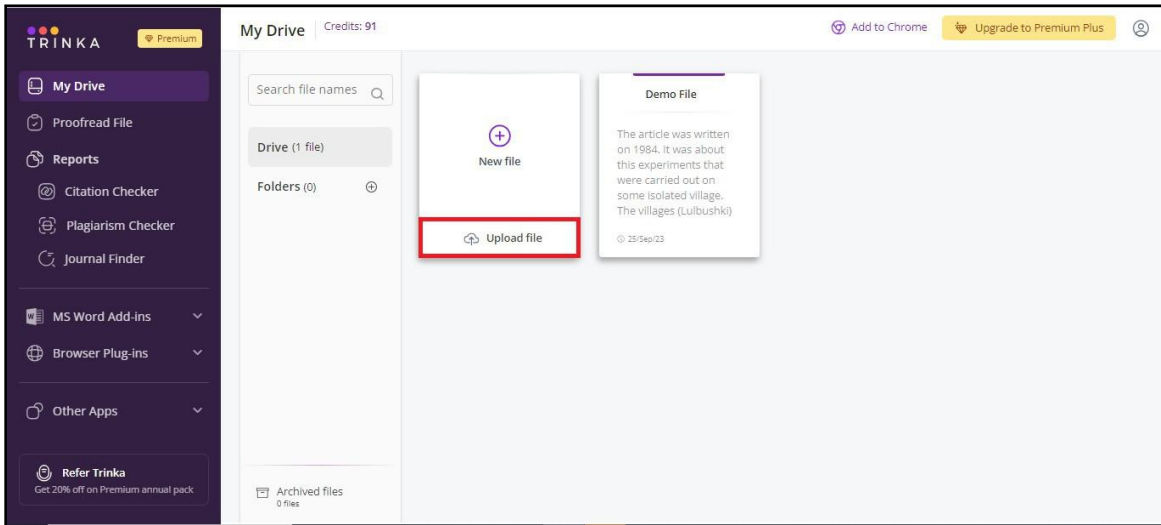 TRINKA
Premium
My Drive
Proofread File
Reports
Citation Checker
Plagiarism Checker
Journal Finder
MS Word Add-ins
Browser Plug-ins
Other Apps
Refer Trinka
Get 20% off on Premium annual pack
My Drive
Credits: 91
Add to Chrome
Upgrade to Premium Plus
Search file names
Drive (1 file)
Folders (0)
Archived files
0 files
New file
Upload file
Demo File
The article was written
on 1984. It was about
this experiments that
were carried out on
some isolated village.
The villages (Lulbushki)
25/Sep/23